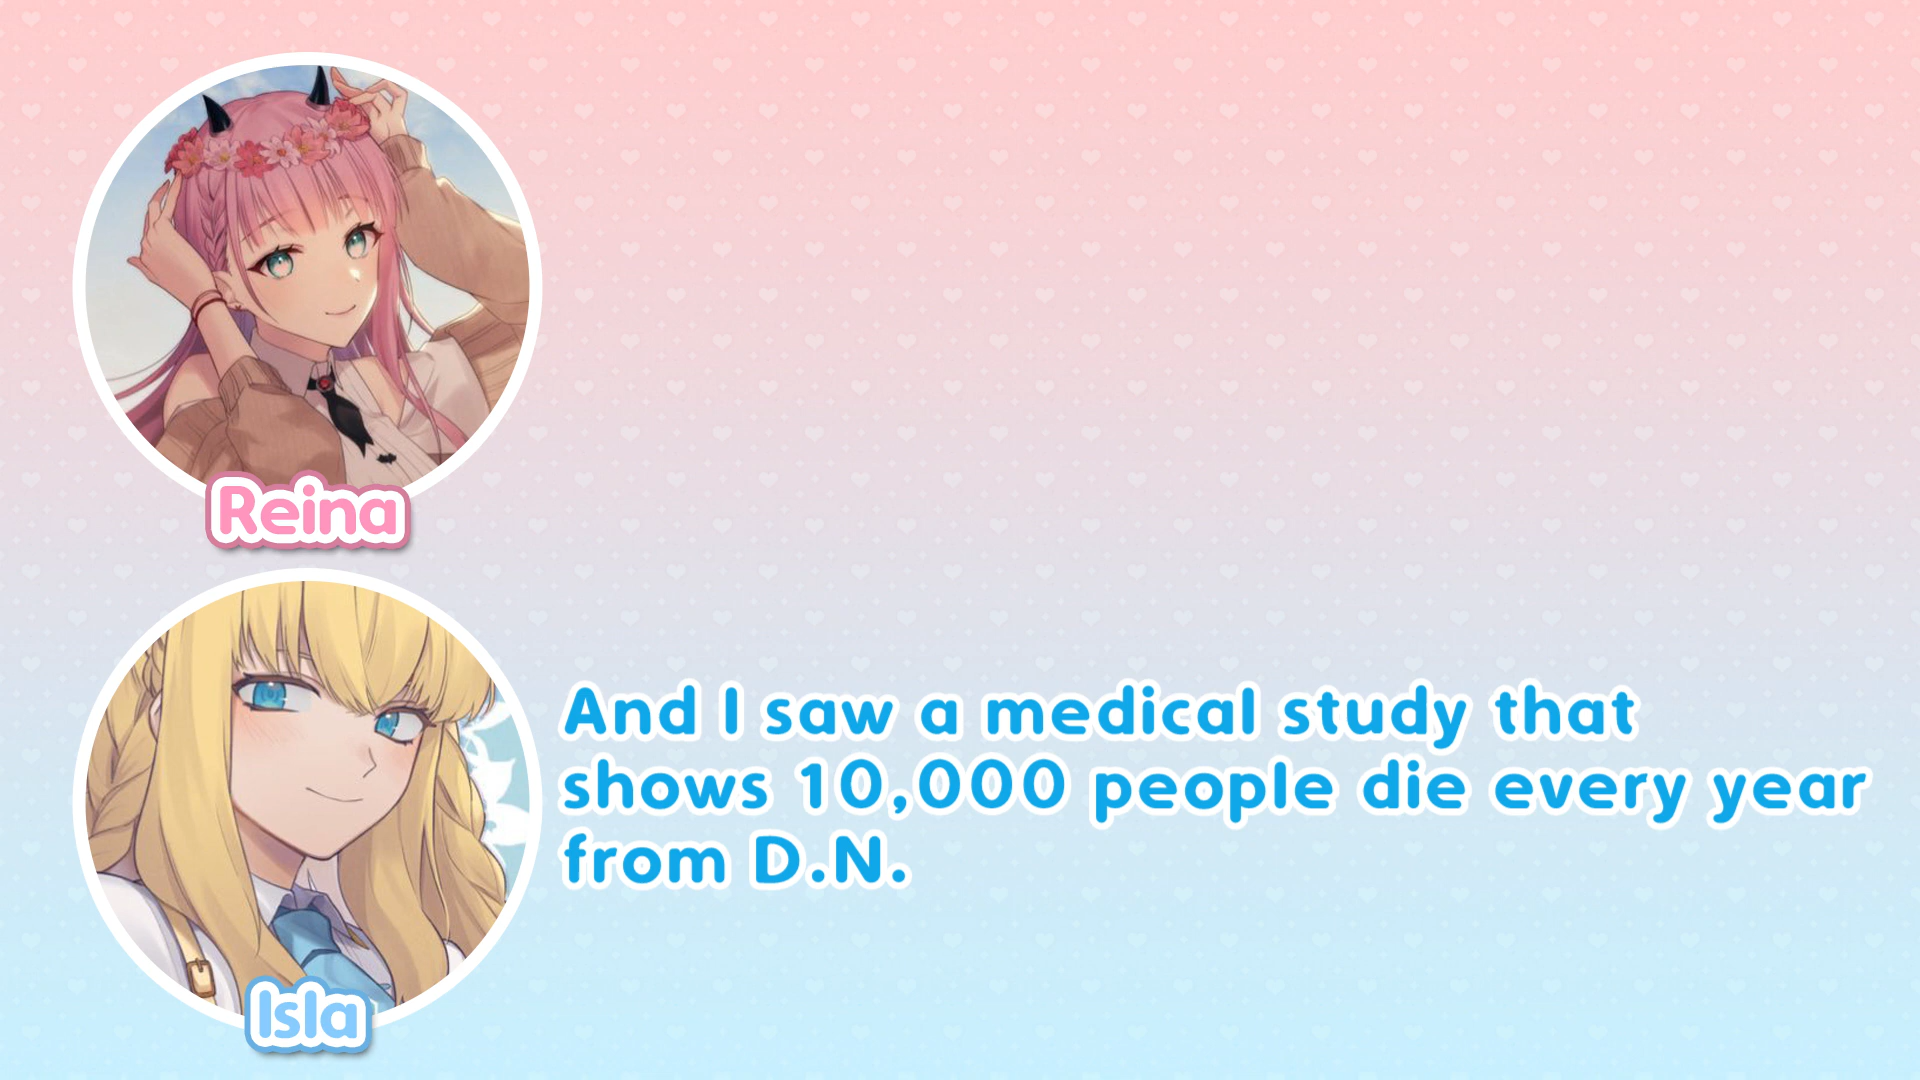 Reina
And I saw a medical study that
shows 10,000 people die every year
from D.N.
Isla